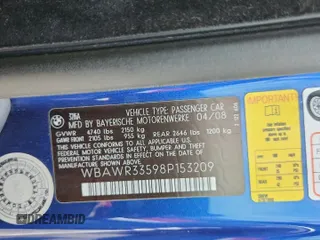 BMW
VEHICLE TYPE: PASSENGER CAR
MFD BY BAYERISCHE MOTORENWERKE 04/08
GVWR 4740 lbs 2150 kg
GAWR FRONT 2105 lbs 955 kg REAR 2646 lbs 1200 kg
THIS VEHICLE CONFORMS TO ALL APPLICABLE
FEDERAL MOTOR VEHICLE SAFETY, BUMPER,
AND THEFT PREVENTION STANDARDS IN EFFECT
ON THE DATE OF MANUFACTURE SHOWN ABOVE.
WBAWR33598P153209
IMPORTANT
DREAMBID